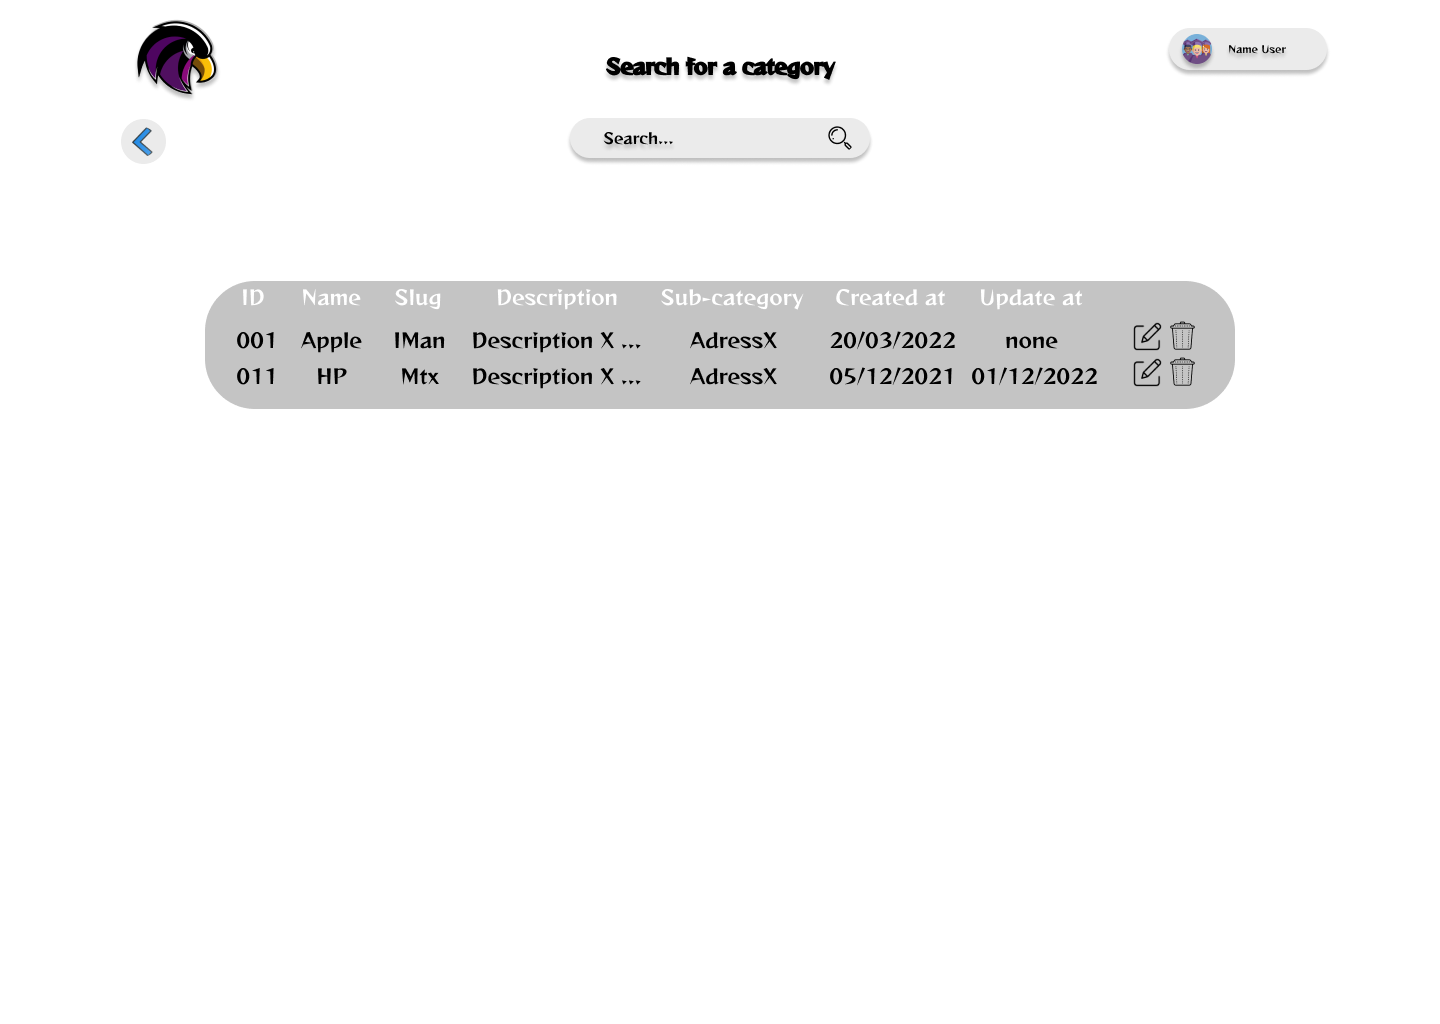 Search for a category
Name User
Search...
ID Name Slug Description Sub-category Created at Update at
001 Apple IMan Description X ... AdressX 20/03/2022 none
011 HP Mtx Description X ... AdressX 05/12/2021 01/12/2022